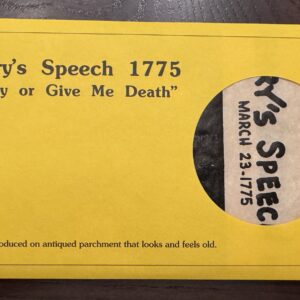 ry's Speech 1775
y or Give Me Death"
RY'S SPEEC
MARCH 23-1775
oduced on antiqued parchment that looks and feels old.